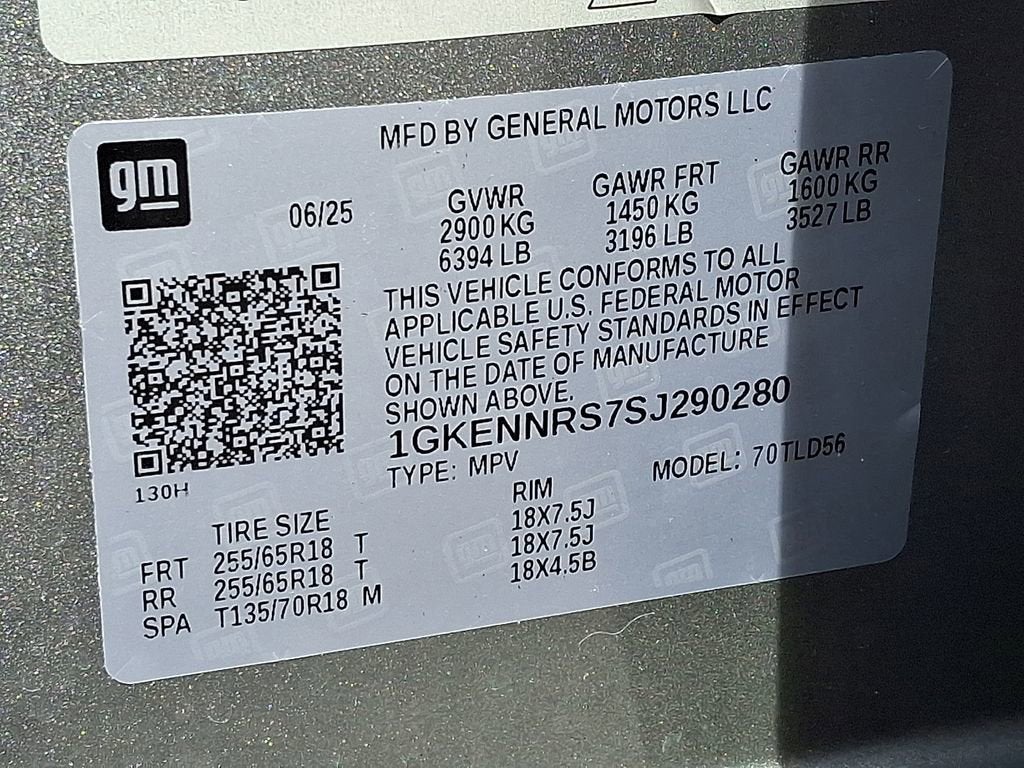 gm
MFD BY GENERAL MOTORS LLC
06/25
GVWR GAWR FRT GAWR RR
2900 KG 1450 KG 1600 KG
6394 LB 3196 LB 3527 LB
THIS VEHICLE CONFORMS TO ALL
APPLICABLE U.S. FEDERAL MOTOR
VEHICLE SAFETY STANDARDS IN EFFECT
ON THE DATE OF MANUFACTURE
SHOWN ABOVE.
1GKENNRS7SJ290280
TYPE: MPV MODEL: 70TLD56
130H
TIRE SIZE RIM
FRT 255/65R18 T 18X7.5J
RR 255/65R18 T 18X7.5J
SPA T135/70R18 M 18X4.5B